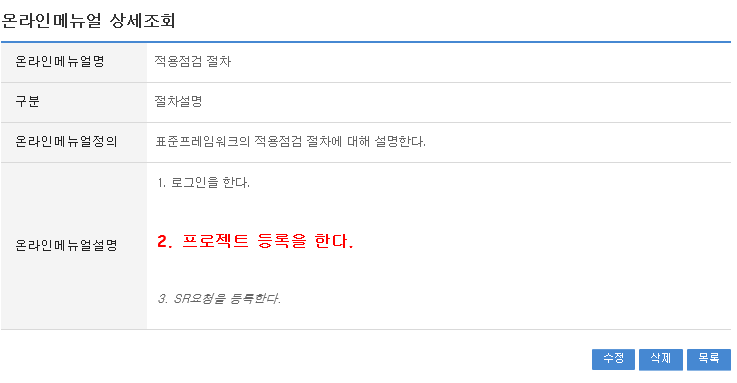 온라인메뉴얼 상세조회
온라인메뉴얼명 적용점검 절차
구분 절차설명
온라인메뉴얼정의 표준프레임워크의 적용점검 절차에 대해 설명한다.
온라인메뉴얼설명
1. 로그인을 한다.
2. 프로젝트 등록을 한다.
3. SR요청을 등록한다.
수정 삭제 목록